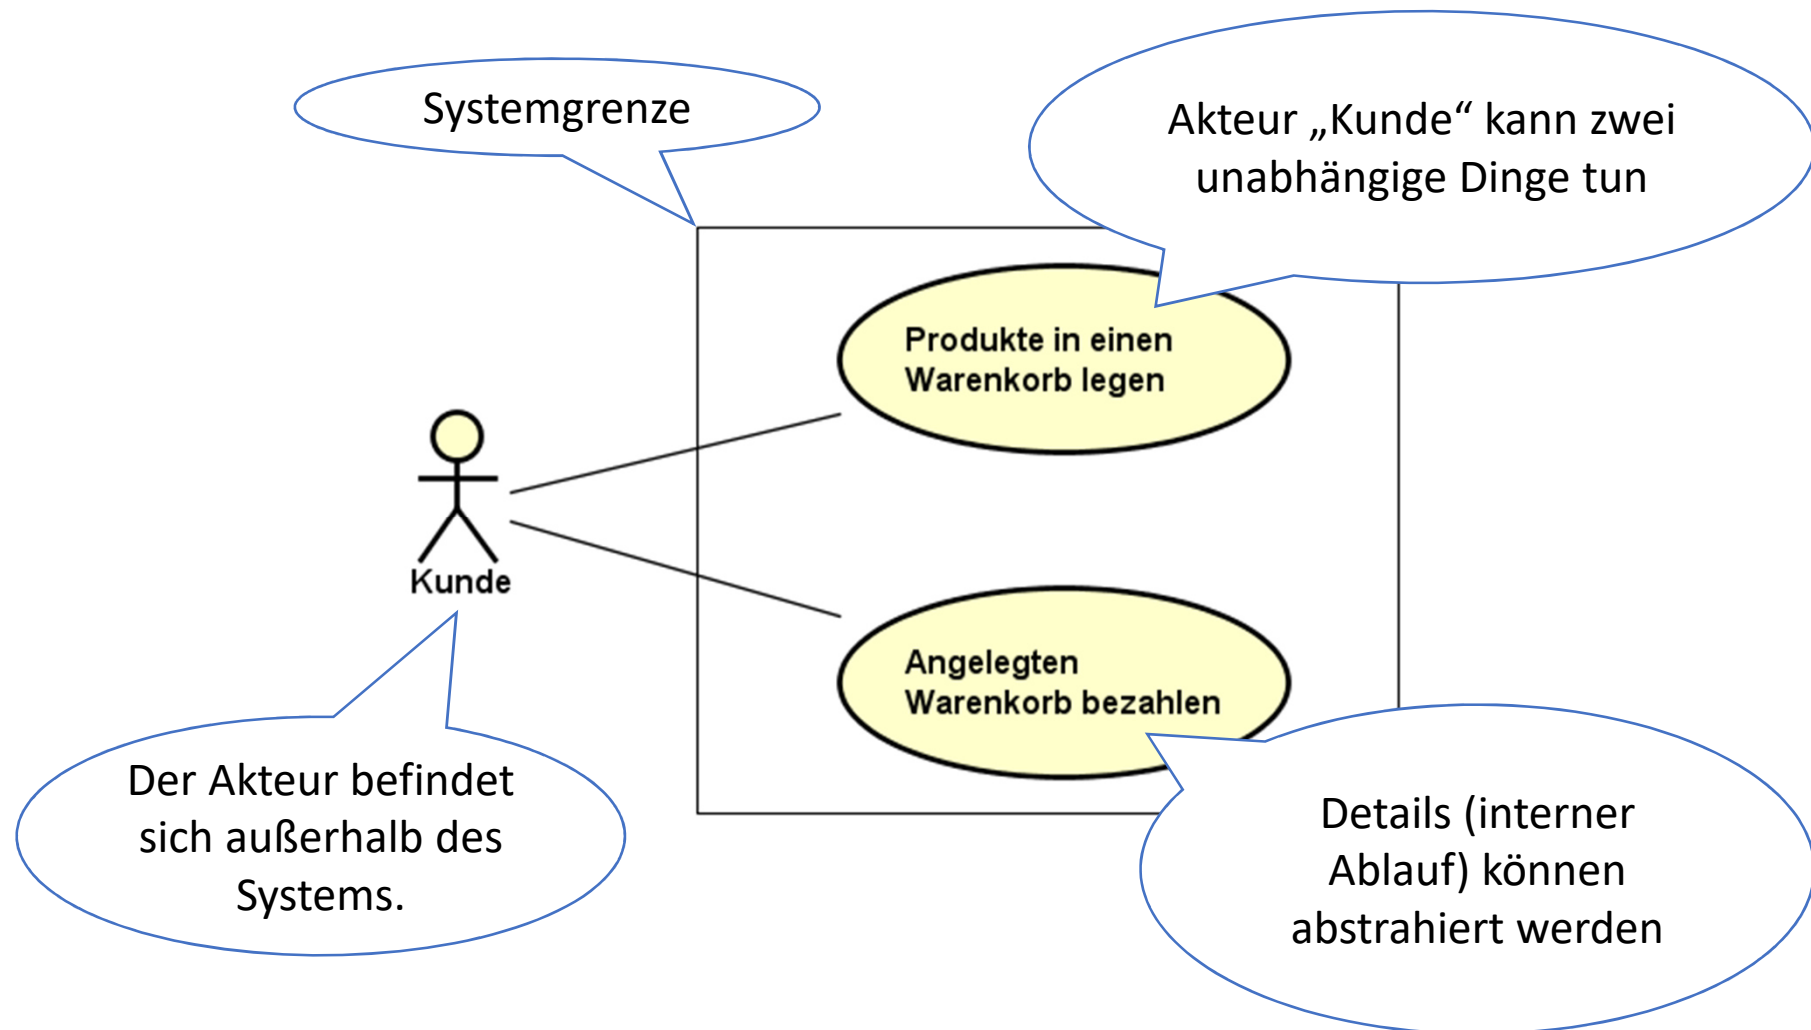 Systemgrenze
Akteur „Kunde“ kann zwei
unabhängige Dinge tun
Produkte in einen
Warenkorb legen
Kunde
Angelegten
Warenkorb bezahlen
Der Akteur befindet
sich außerhalb des
Systems.
Details (interner
Ablauf) können
abstrahiert werden